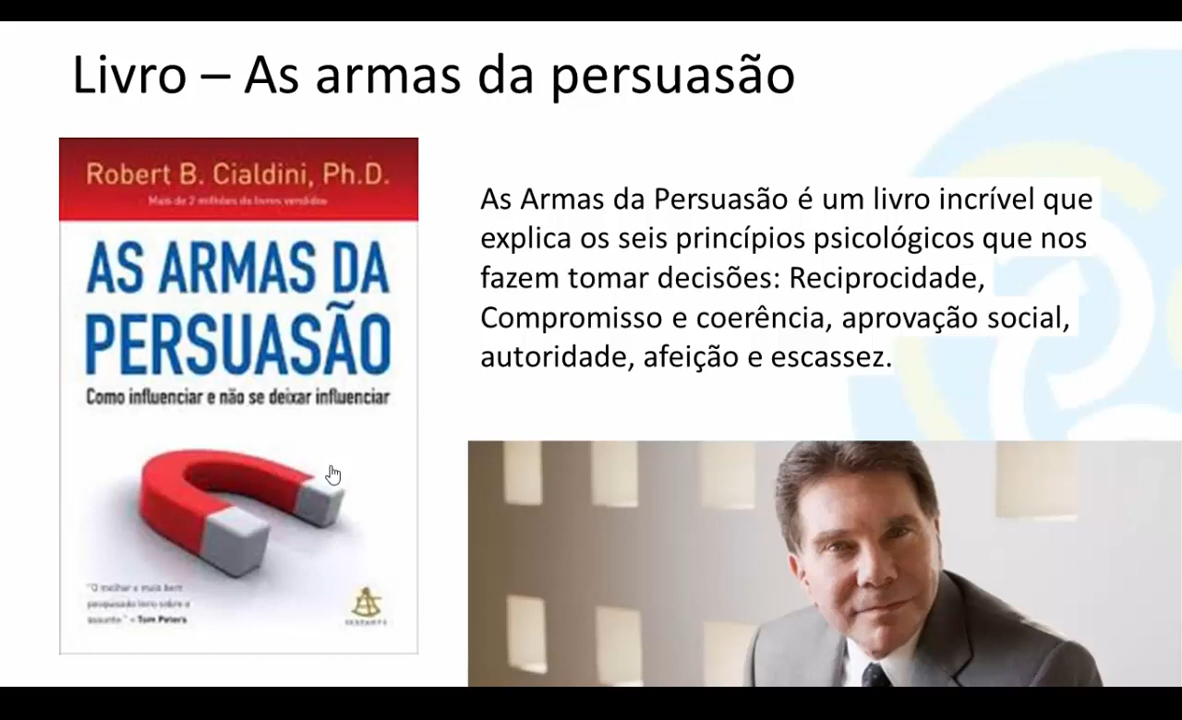 Livro – As armas da persuasão
Robert B. Cialdini, Ph.D.
Mais de 2 milhões de livros vendidos
AS ARMAS DA
PERSUASÃO
Como influenciar e não se deixar influenciar
"O melhor e mais bem
pesquisado livro sobre o
assunto." – Tom Peters
SEXTANTE
As Armas da Persuasão é um livro incrível que
explica os seis princípios psicológicos que nos
fazem tomar decisões: Reciprocidade,
Compromisso e coerência, aprovação social,
autoridade, afeição e escassez.